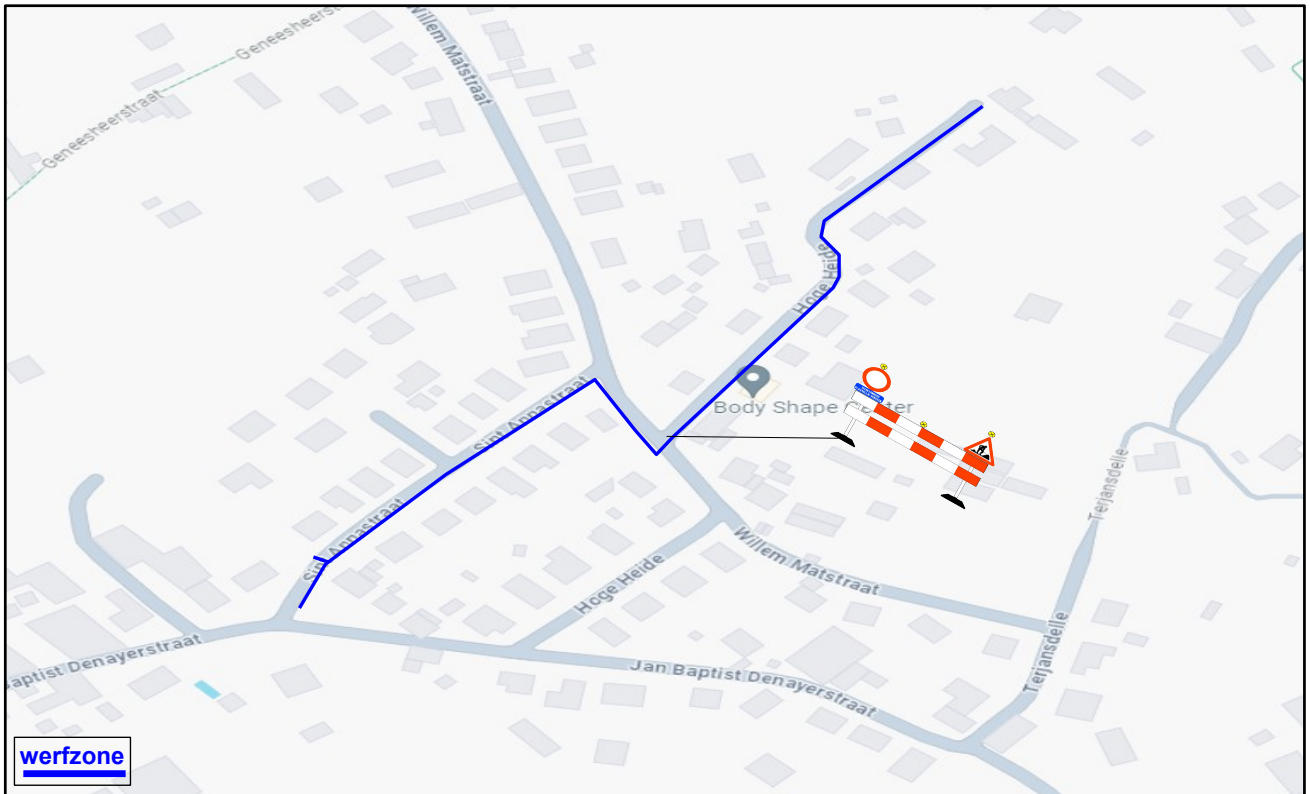 Geneesheerstraat
Geneesheerstraat
Willem Matstraat
Hoge Heide
Body Shape Center
Sint Annastraat
Sint Annastraat
Terjansdelle
Willem Matstraat
Hoge Heide
Terjansdelle
Baptist Denayerstraat
Jan Baptist Denayerstraat
werfzone